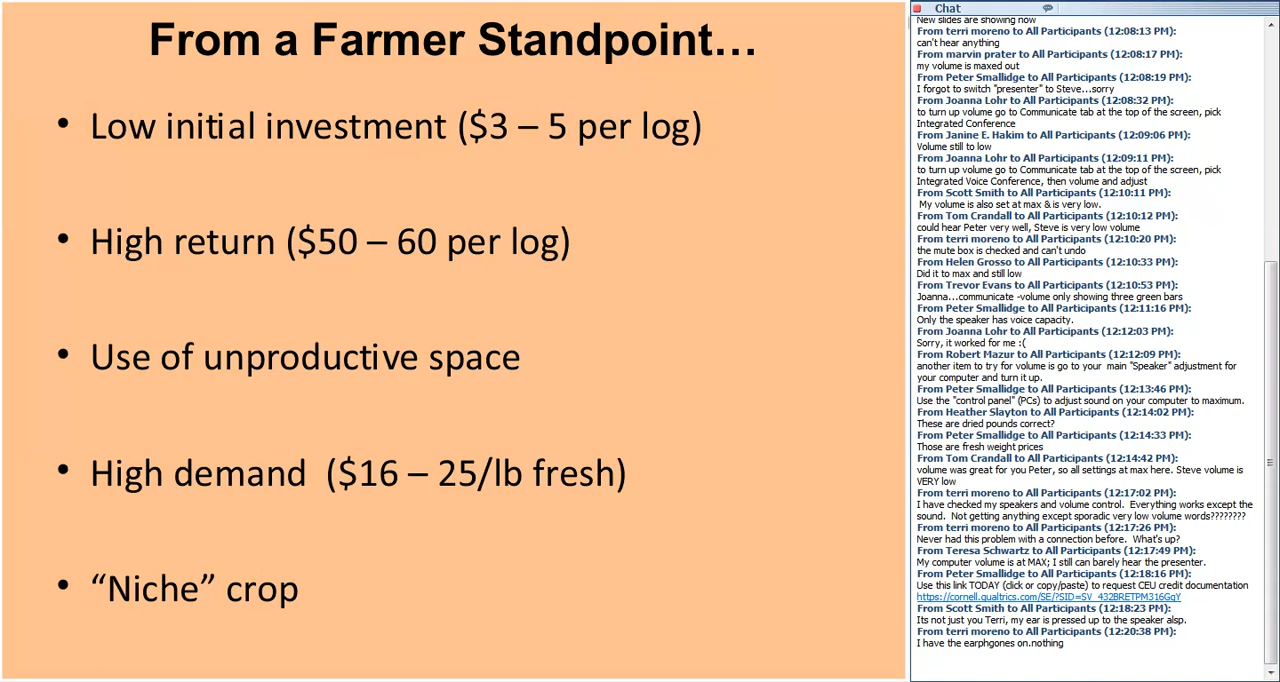 From a Farmer Standpoint…
• Low initial investment ($3 – 5 per log)
• High return ($50 – 60 per log)
• Use of unproductive space
• High demand ($16 – 25/lb fresh)
• “Niche” crop
Chat
New slides are showing now
From terri moreno to All Participants (12:08:13 PM):
can't hear anything
From marvin prater to All Participants (12:08:17 PM):
my volume is maxed out
From Peter Smallidge to All Participants (12:08:19 PM):
I forgot to switch "presenter" to Steve...sorry
From Joanna Lohr to All Participants (12:08:32 PM):
to turn up volume go to Communicate tab at the top of the screen, pick
Integrated Conference
From Janine E. Hakim to All Participants (12:09:06 PM):
Volume still to low
From Joanna Lohr to All Participants (12:09:11 PM):
to turn up volume go to Communicate tab at the top of the screen, pick
Integrated Voice Conference, then volume and adjust
From Scott Smith to All Participants (12:10:11 PM):
My volume is also set at max & is very low.
From Tom Crandall to All Participants (12:10:12 PM):
could hear Peter very well, Steve is very low volume
From terri moreno to All Participants (12:10:20 PM):
the mute box is checked and can't undo
From Helen Grosso to All Participants (12:10:33 PM):
Did it to max and still low
From Trevor Evans to All Participants (12:10:53 PM):
Joanna...communicate -volume only showing three green bars
From Peter Smallidge to All Participants (12:11:16 PM):
Only the speaker has voice capacity.
From Joanna Lohr to All Participants (12:12:03 PM):
Sorry, it worked for me :(
From Robert Mazur to All Participants (12:12:09 PM):
another item to try for volume is go to your main "Speaker" adjustment for
your computer and turn it up.
From Peter Smallidge to All Participants (12:13:46 PM):
Use the "control panel" (PCs) to adjust sound on your computer to maximum.
From Heather Slayton to All Participants (12:14:02 PM):
These are dried pounds correct?
From Peter Smallidge to All Participants (12:14:33 PM):
Those are fresh weight prices
From Tom Crandall to All Participants (12:14:42 PM):
volume was great for you Peter, so all settings at max here. Steve volume is
VERY low
From terri moreno to All Participants (12:17:02 PM):
I have checked my speakers and volume control. Everything works except the
sound. Not getting anything except sporadic very low volume words????????
From terri moreno to All Participants (12:17:26 PM):
Never had this problem with a connection before. What's up?
From Teresa Schwartz to All Participants (12:17:49 PM):
My computer volume is at MAX; I still can barely hear the presenter.
From Peter Smallidge to All Participants (12:18:16 PM):
Use this link TODAY (click or copy/paste) to request CEU credit documentation
https://cornell.qualtrics.com/SE/?SID=SV_432BRETPM316GqY
From Scott Smith to All Participants (12:18:23 PM):
Its not just you Terri, my ear is pressed up to the speaker alsp.
From terri moreno to All Participants (12:20:38 PM):
I have the earphgones on.nothing